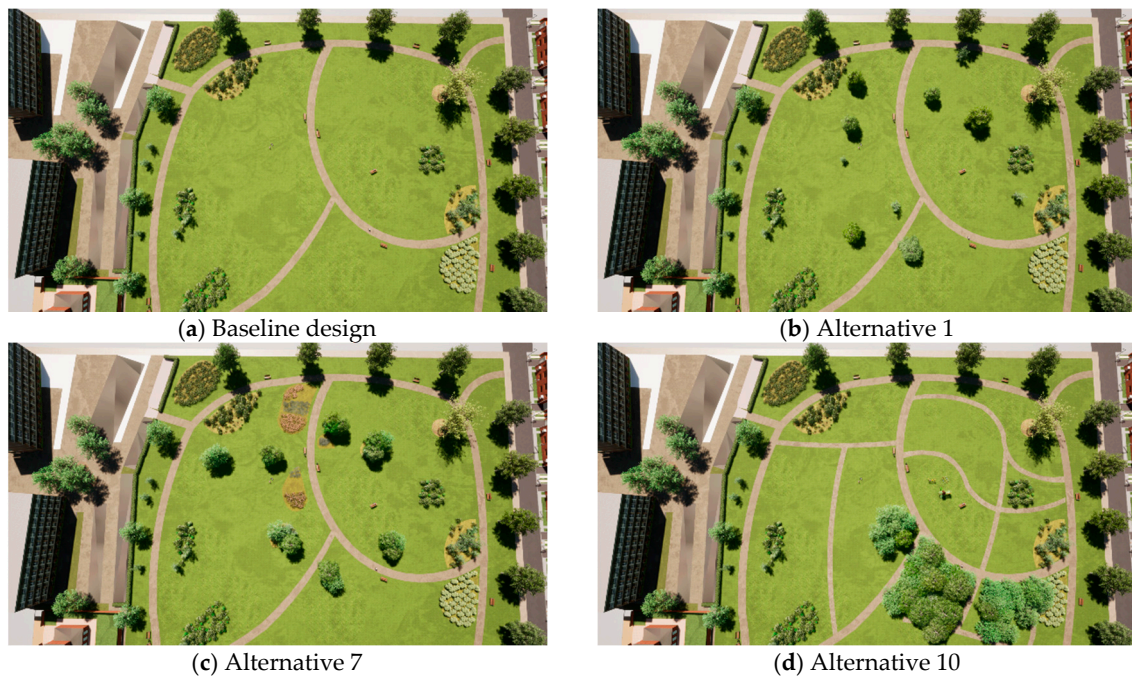 (a) Baseline design
(b) Alternative 1
(c) Alternative 7
(d) Alternative 10